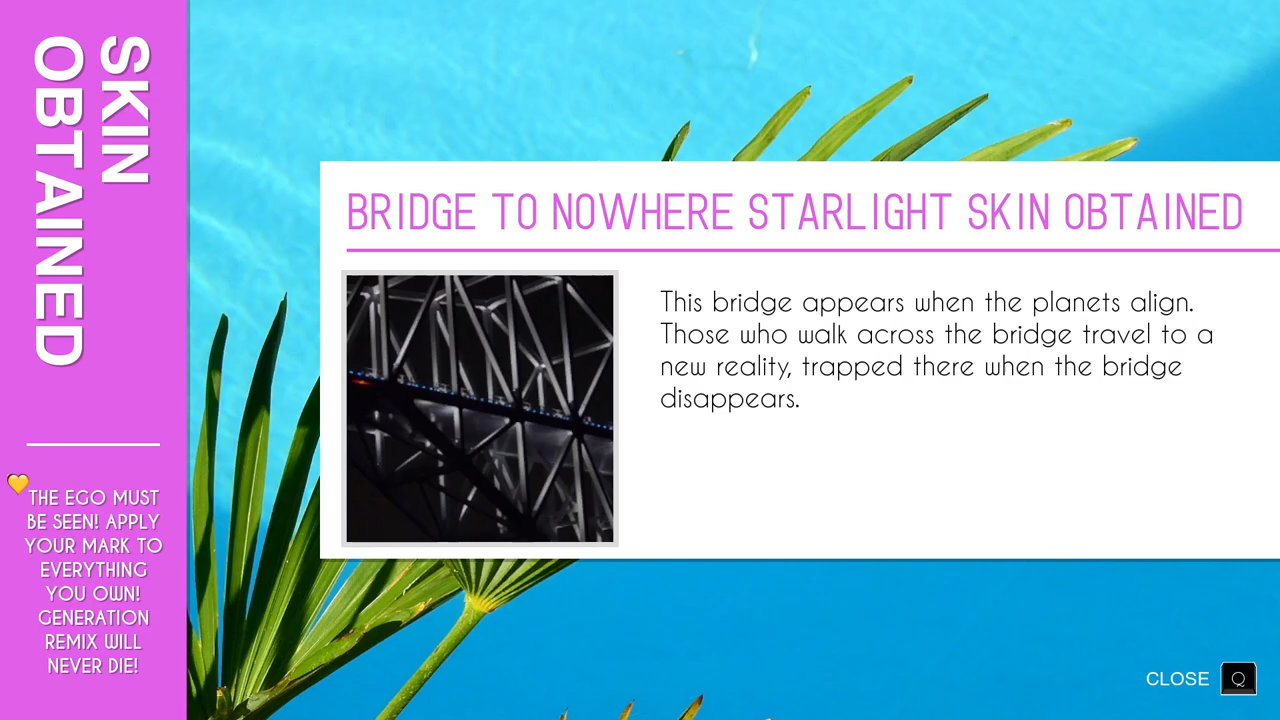 SKIN
OBTAINED
THE EGO MUST
BE SEEN! APPLY
YOUR MARK TO
EVERYTHING
YOU OWN!
GENERATION
REMIX WILL
NEVER DIE!
BRIDGE TO NOWHERE STARLIGHT SKIN OBTAINED
This bridge appears when the planets align.
Those who walk across the bridge travel to a
new reality, trapped there when the bridge
disappears.
CLOSE Q